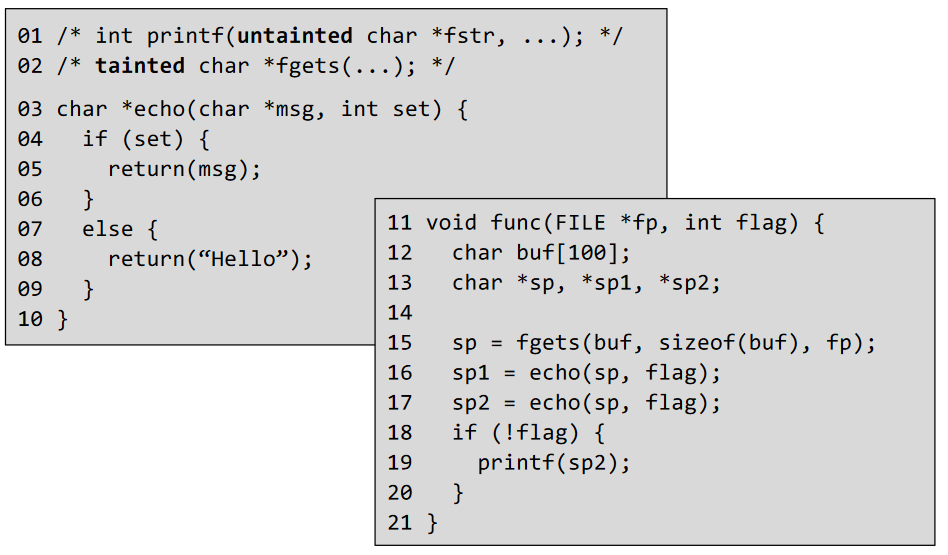 01 /* int printf(untainted char *fstr, ...); */
02 /* tainted char *fgets(...); */
03 char *echo(char *msg, int set) {
04   if (set) {
05     return(msg);
06   }
07   else {
08     return(“Hello”);
09   }
10 }
11 void func(FILE *fp, int flag) {
12   char buf[100];
13   char *sp, *sp1, *sp2;
14
15   sp = fgets(buf, sizeof(buf), fp);
16   sp1 = echo(sp, flag);
17   sp2 = echo(sp, flag);
18   if (!flag) {
19     printf(sp2);
20   }
21 }